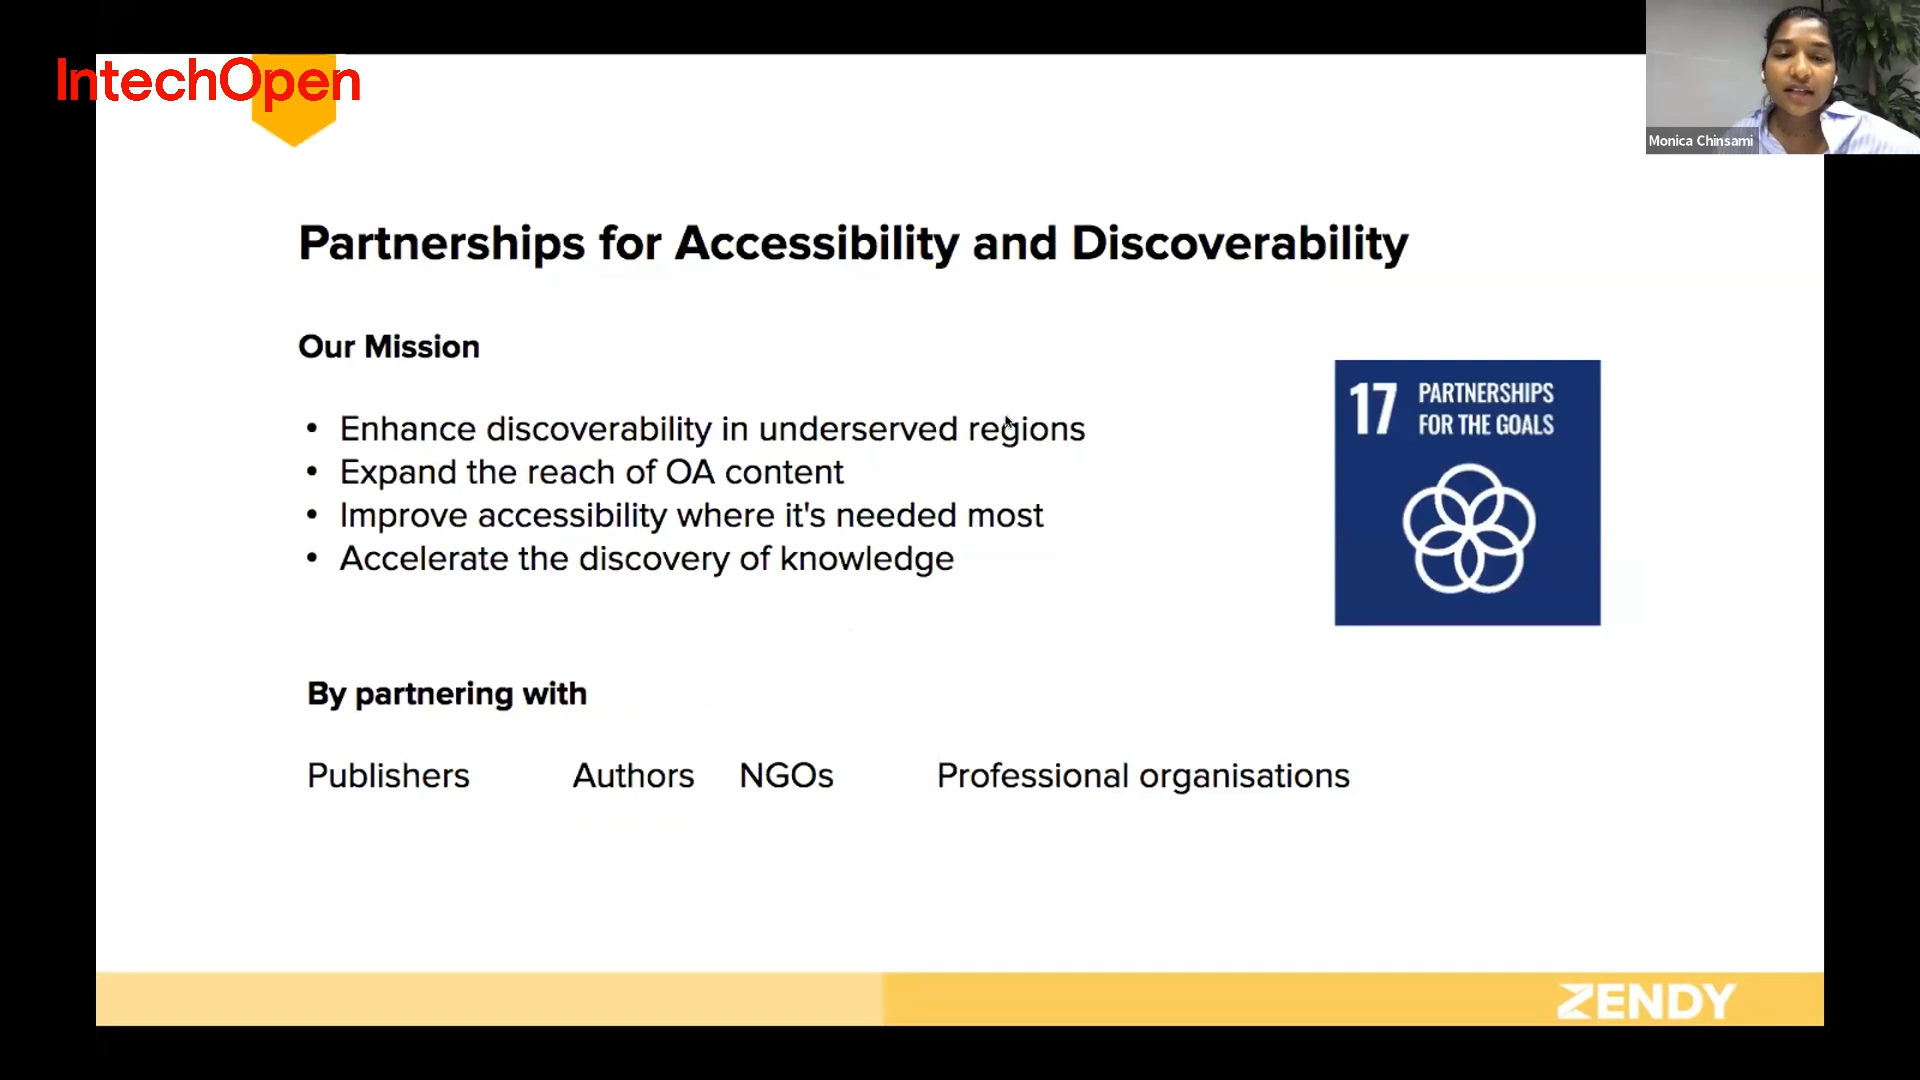 IntechOpen
Monica Chinsami
Partnerships for Accessibility and Discoverability
Our Mission
• Enhance discoverability in underserved regions
• Expand the reach of OA content
• Improve accessibility where it's needed most
• Accelerate the discovery of knowledge
17 PARTNERSHIPS
FOR THE GOALS
By partnering with
Publishers Authors NGOs Professional organisations
ZENDY